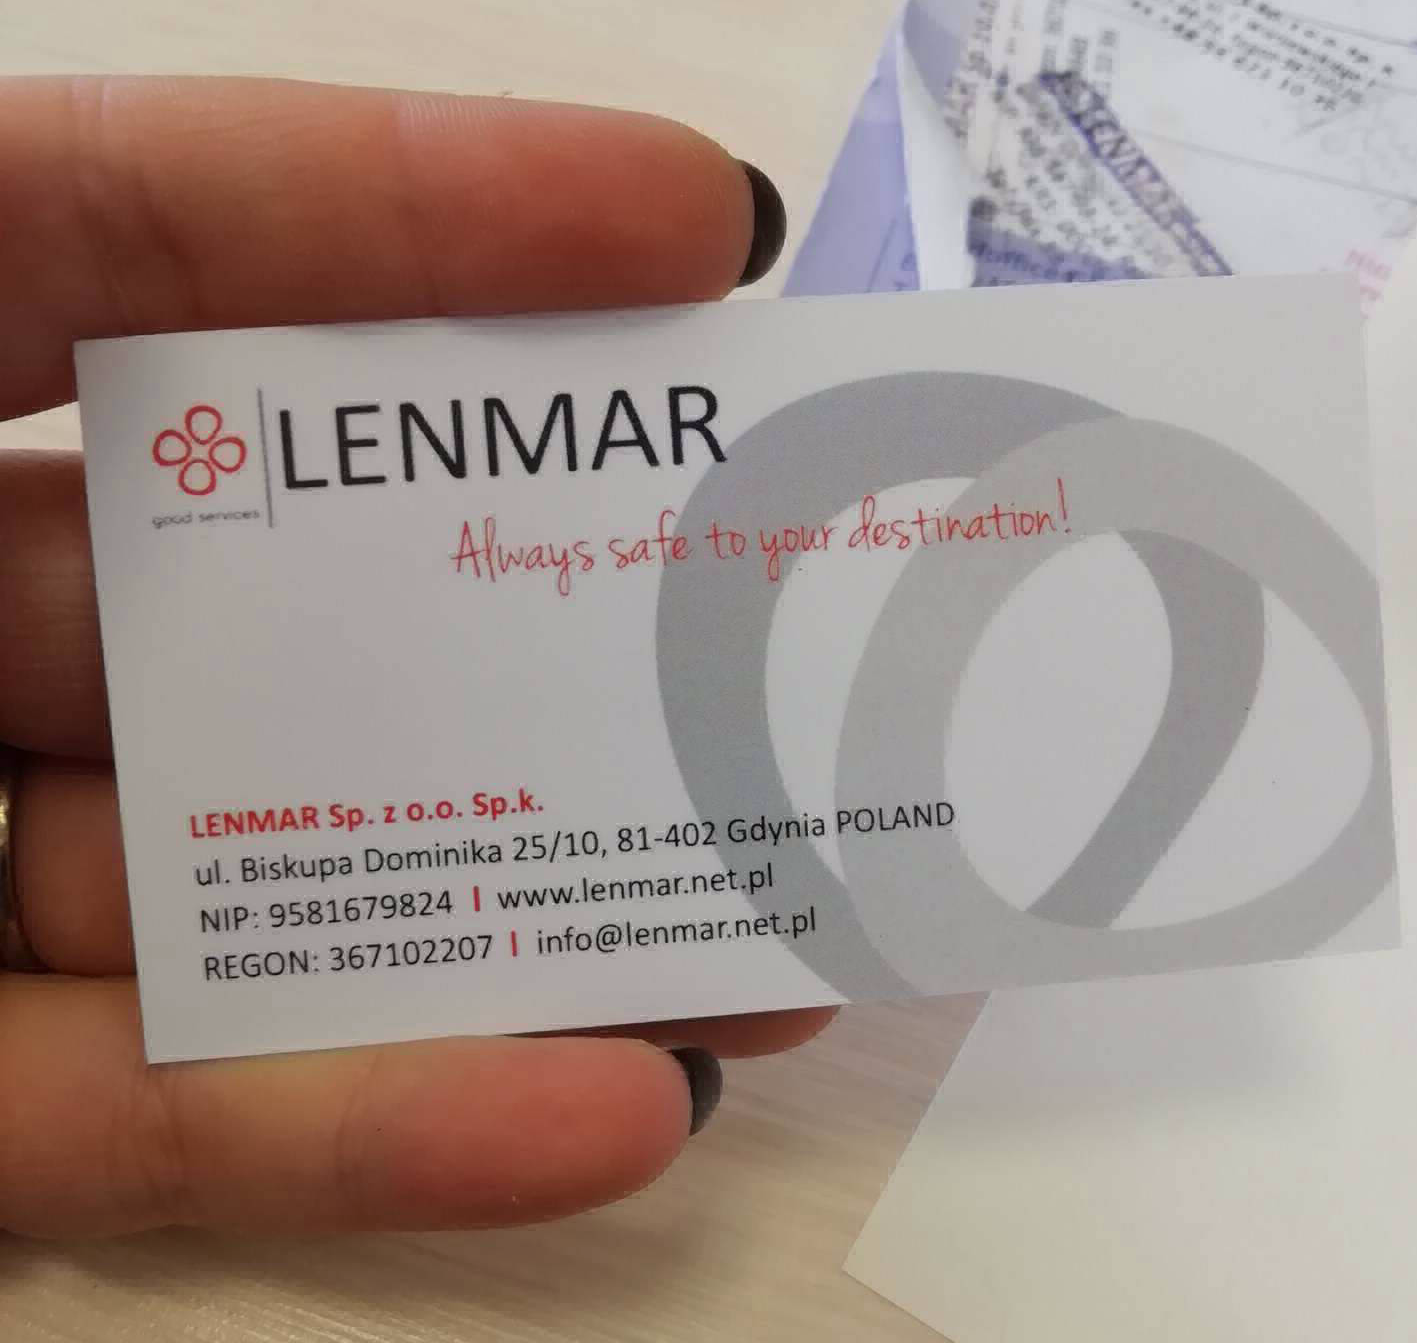 LENMAR
good services
Always safe to your destination!
LENMAR Sp. z o.o. Sp.k.
ul. Biskupa Dominika 25/10, 81-402 Gdynia POLAND
NIP: 9581679824 I www.lenmar.net.pl
REGON: 367102207 I info@lenmar.net.pl
LENMAR